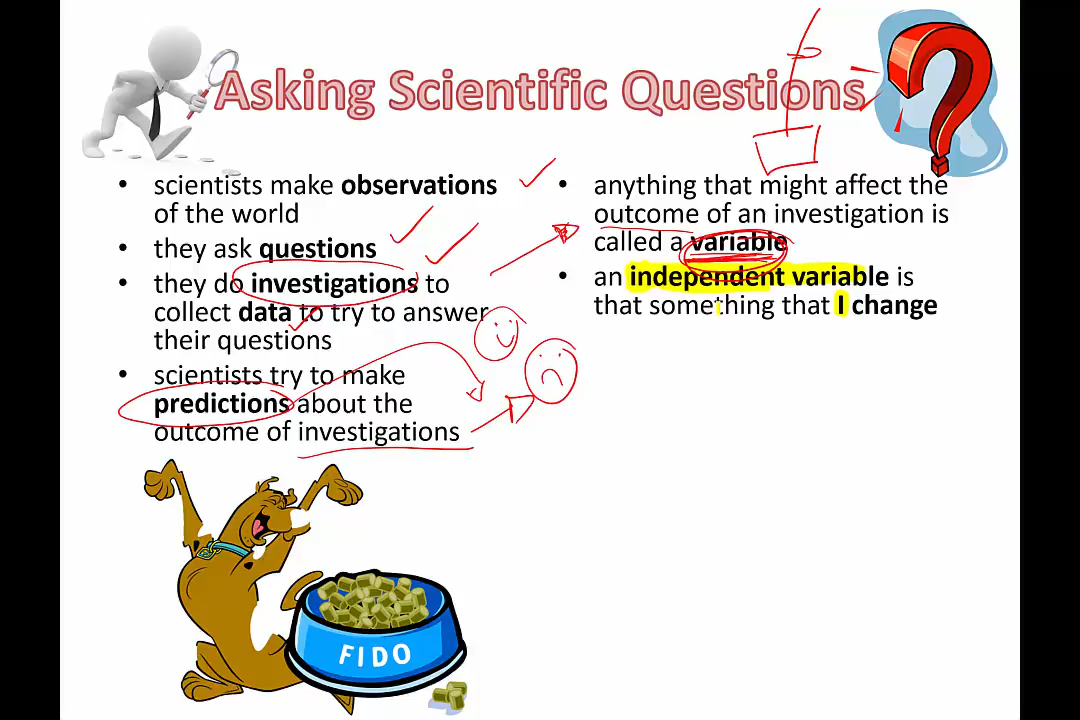 Asking Scientific Questions
• scientists make observations
of the world
• they ask questions
• they do investigations to
collect data to try to answer
their questions
• scientists try to make
predictions about the
outcome of investigations
• anything that might affect the
outcome of an investigation is
called a variable
• an independent variable is
that something that I change
FIDO